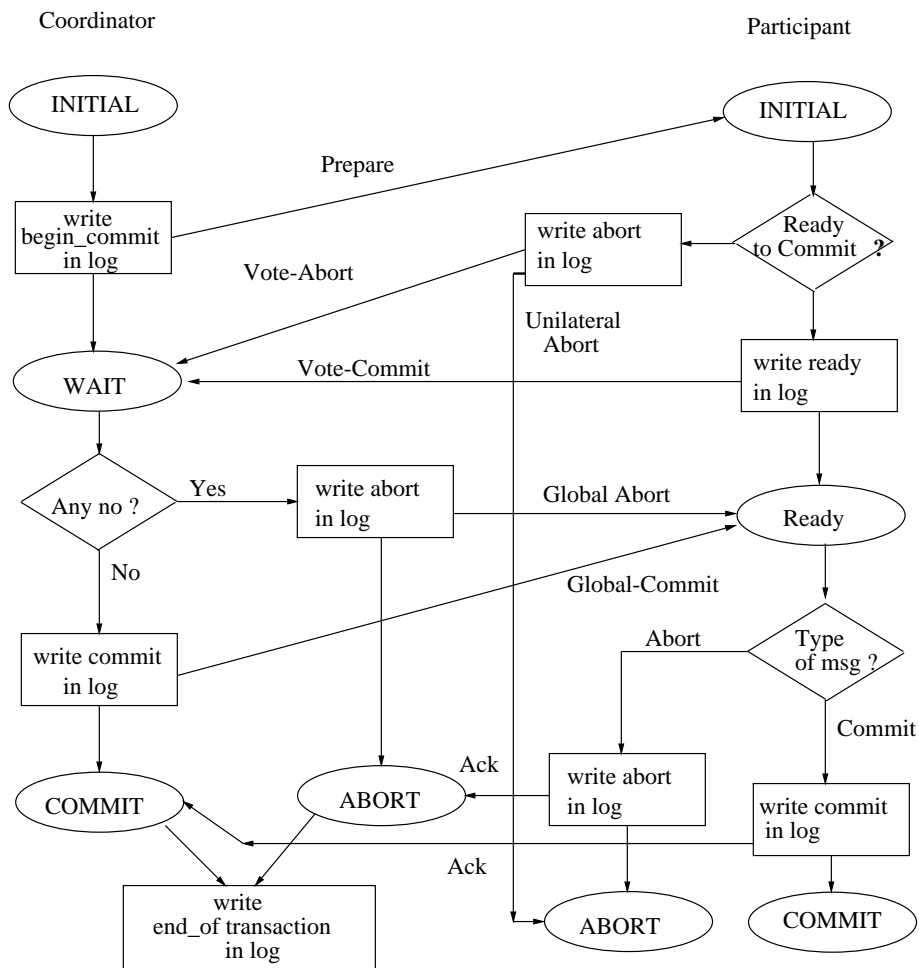 Coordinator
Participant
INITIAL
INITIAL
Prepare
write
begin_commit
in log
write abort
in log
Ready
to Commit ?
Vote-Abort
Unilateral
Abort
WAIT
Vote-Commit
write ready
in log
Any no ?
Yes
write abort
in log
Global Abort
Ready
No
Global-Commit
write commit
in log
Abort
Type
of msg ?
Commit
COMMIT
ABORT
Ack
write abort
in log
write commit
in log
Ack
write
end_of transaction
in log
ABORT
COMMIT